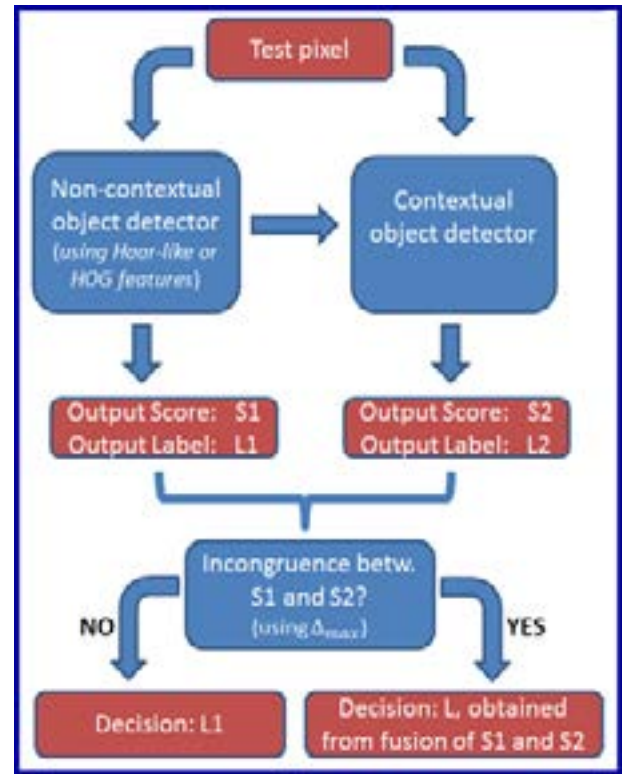 Test pixel
Non-contextual
object detector
(using Haar-like or
HOG features)
Contextual
object detector
Output Score: S1
Output Label: L1
Output Score: S2
Output Label: L2
Incongruence betw.
S1 and S2?
(using Δmax)
NO
YES
Decision: L1
Decision: L, obtained
from fusion of S1 and S2